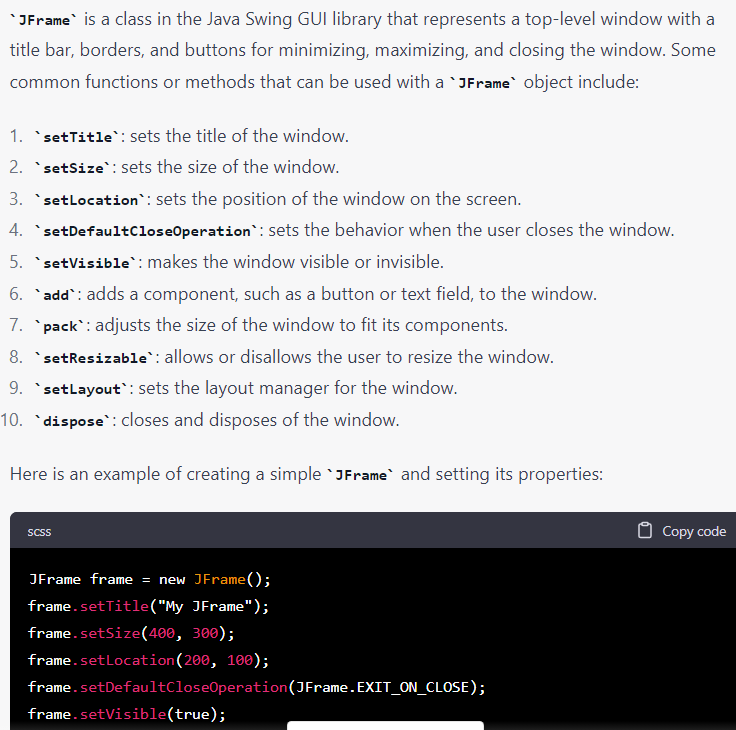 `JFrame` is a class in the Java Swing GUI library that represents a top-level window with a
title bar, borders, and buttons for minimizing, maximizing, and closing the window. Some
common functions or methods that can be used with a `JFrame` object include:
1. `setTitle`: sets the title of the window.
2. `setSize`: sets the size of the window.
3. `setLocation`: sets the position of the window on the screen.
4. `setDefaultCloseOperation`: sets the behavior when the user closes the window.
5. `setVisible`: makes the window visible or invisible.
6. `add`: adds a component, such as a button or text field, to the window.
7. `pack`: adjusts the size of the window to fit its components.
8. `setResizable`: allows or disallows the user to resize the window.
9. `setLayout`: sets the layout manager for the window.
10. `dispose`: closes and disposes of the window.
Here is an example of creating a simple `JFrame` and setting its properties:
scss Copy code
JFrame frame = new JFrame();
frame.setTitle("My JFrame");
frame.setSize(400, 300);
frame.setLocation(200, 100);
frame.setDefaultCloseOperation(JFrame.EXIT_ON_CLOSE);
frame.setVisible(true);